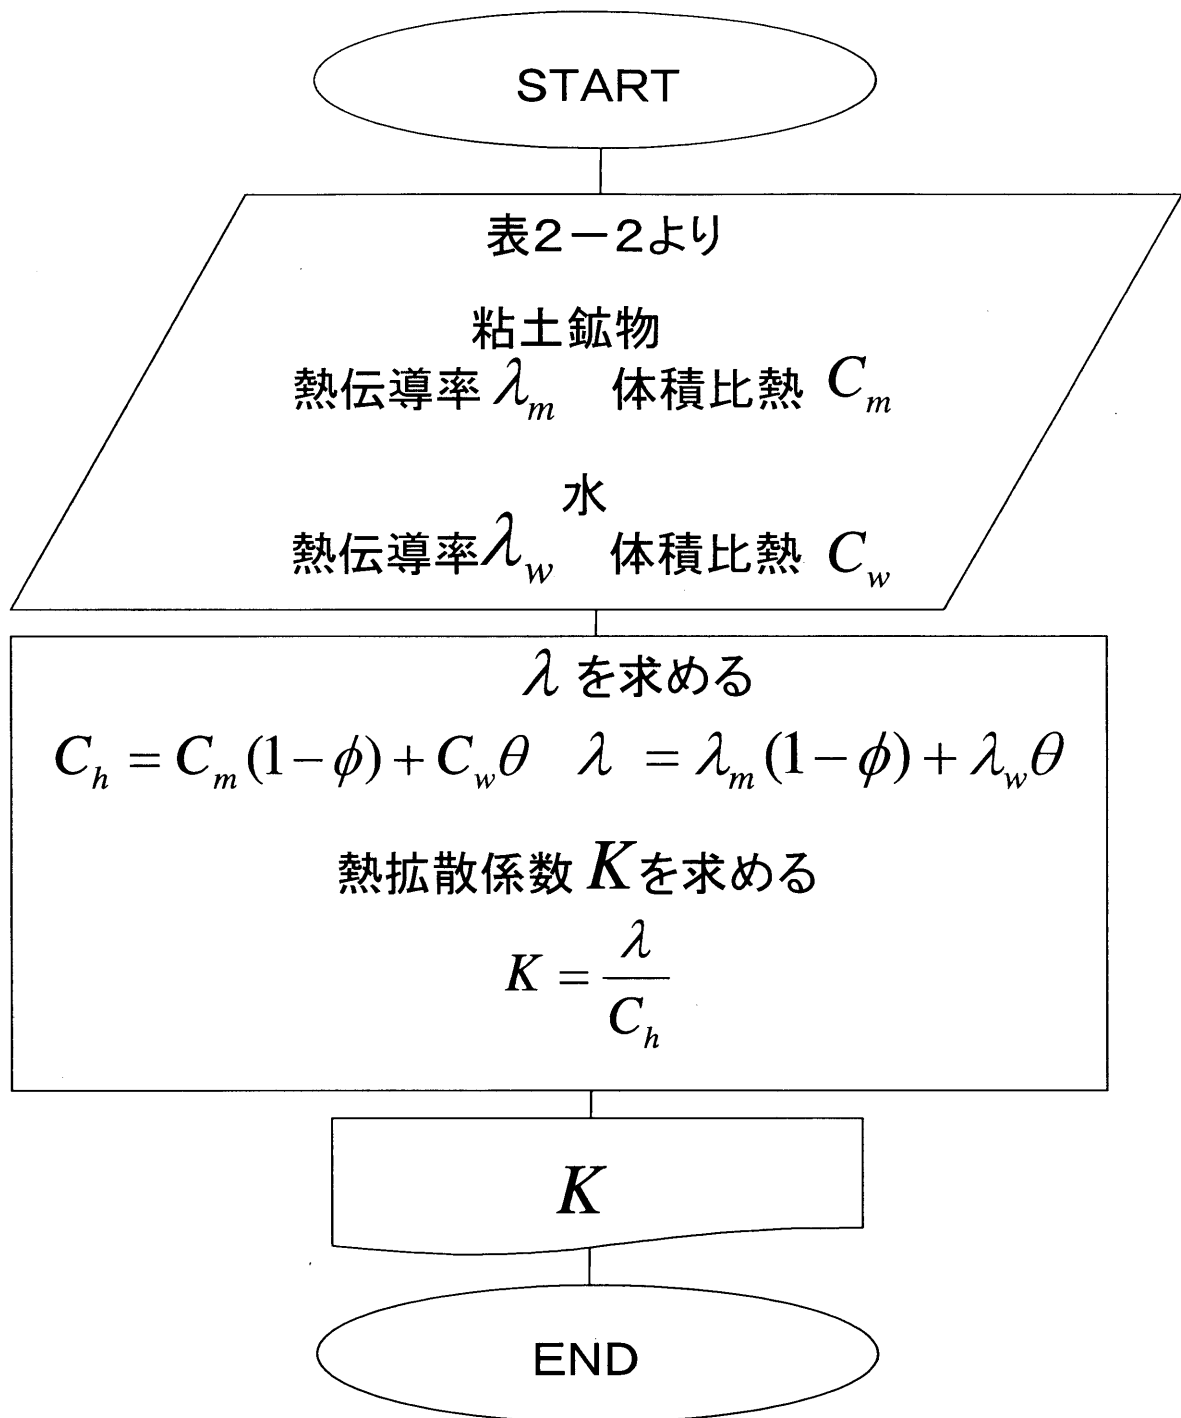 START
表2－2より
粘土鉱物
熱伝導率 λ_m 体積比熱 C_m
水
熱伝導率 λ_w 体積比熱 C_w
λ を求める
C_h = C_m(1−ϕ) + C_wθ λ = λ_m(1−ϕ) + λ_wθ
熱拡散係数 K を求める
K = λ / C_h
K
END